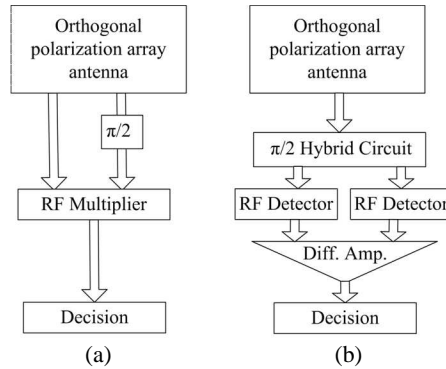 Orthogonal
polarization array
antenna
π/2
RF Multiplier
Decision
(a)
Orthogonal
polarization array
antenna
π/2 Hybrid Circuit
RF Detector
RF Detector
Diff. Amp.
Decision
(b)